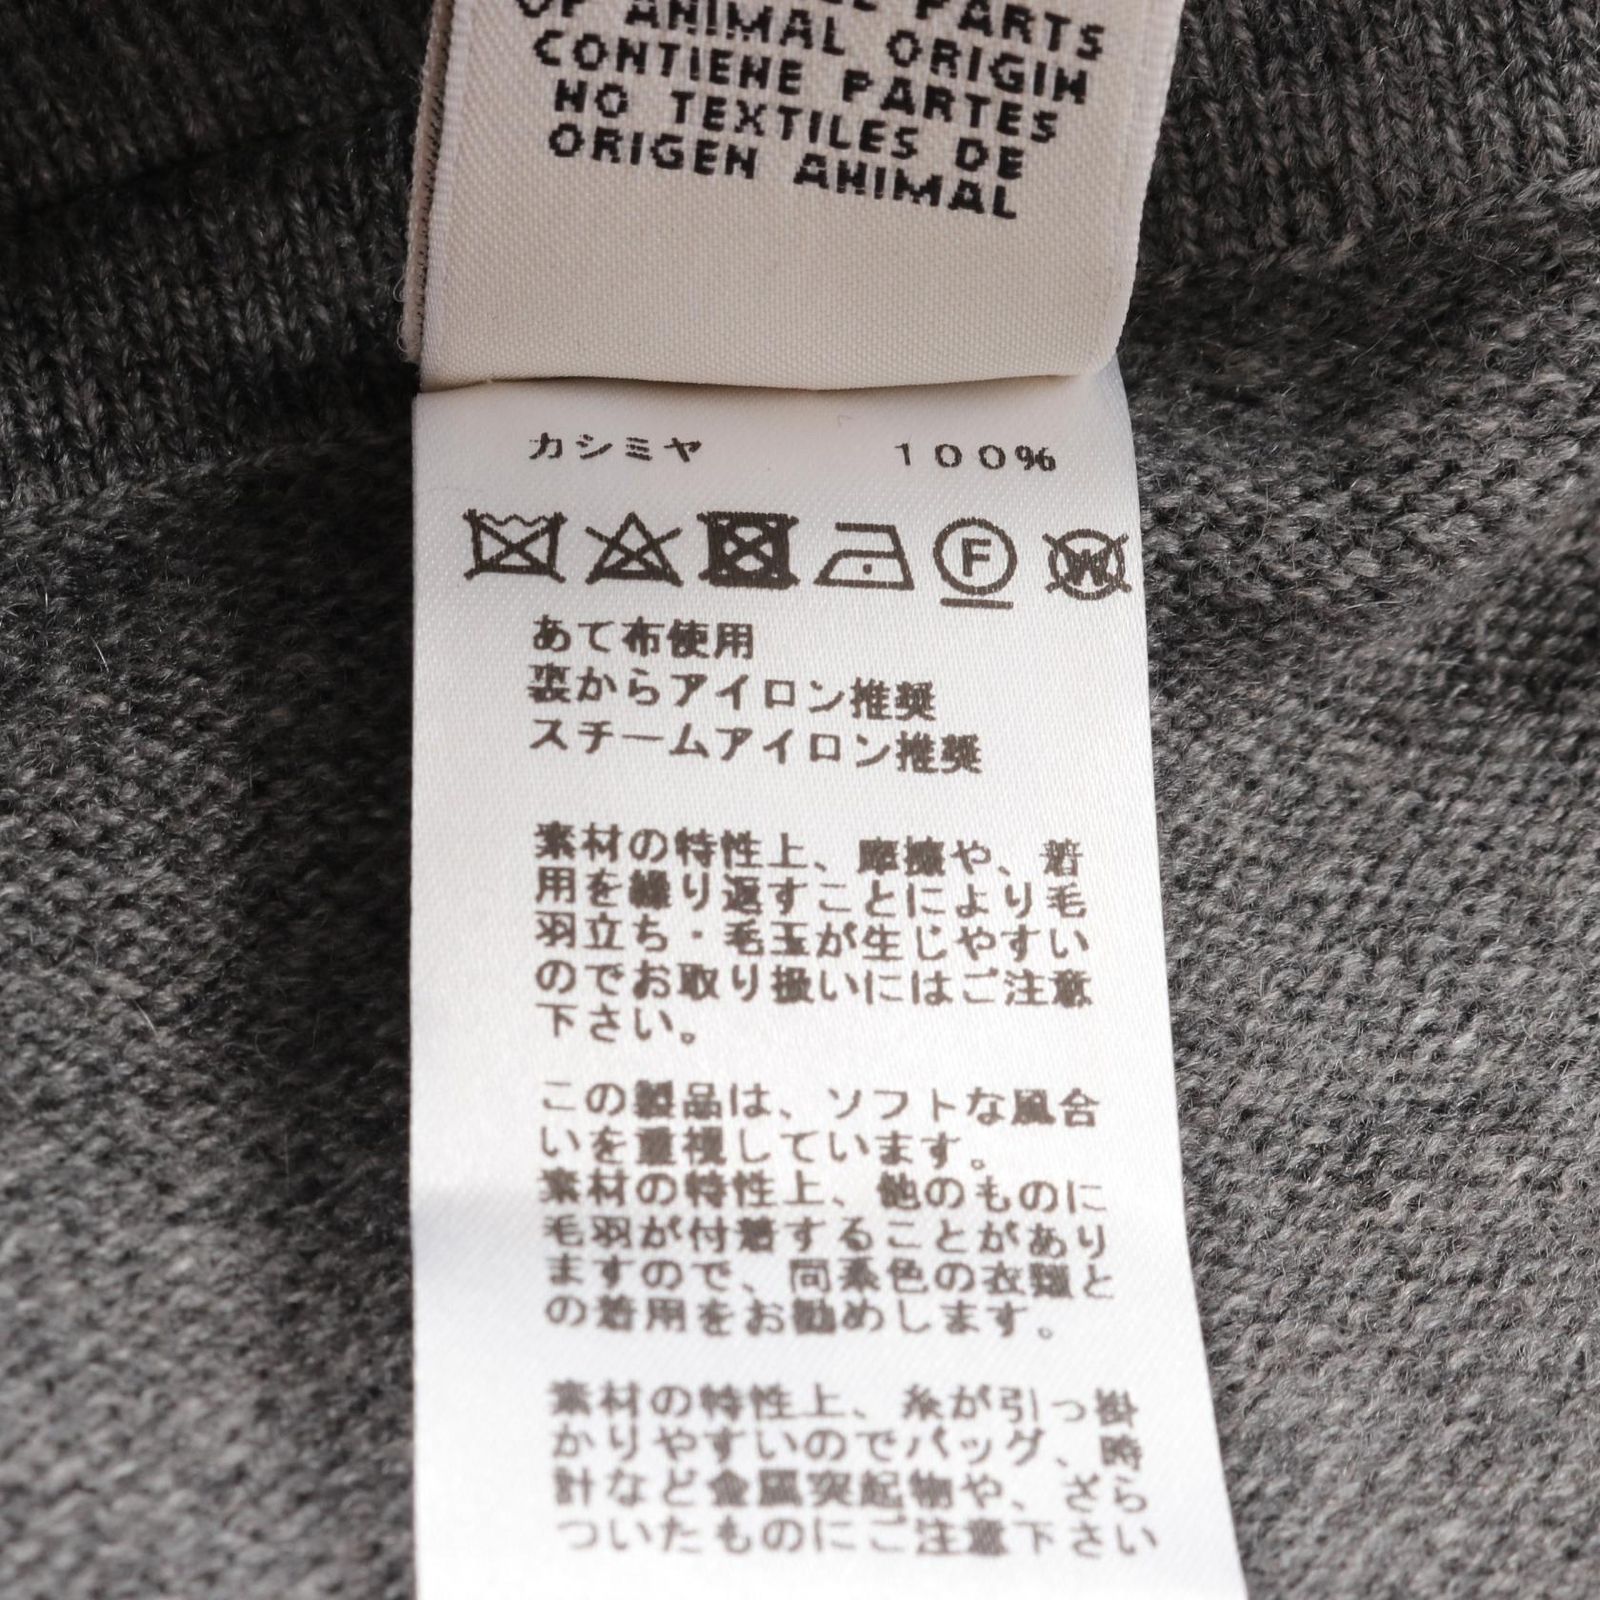 PARTS
OF ANIMAL ORIGIN
CONTIENE PARTES
NO TEXTILES DE
ORIGEN ANIMAL
カシミヤ 100%
F W
あて布使用
裏からアイロン推奨
スチームアイロン推奨
素材の特性上、摩擦や、着
用を繰り返すことにより毛
羽立ち・毛玉が生じやすい
のでお取り扱いにはご注意
下さい。
この製品は、ソフトな風合
いを重視しています。
素材の特性上、他のものに
毛羽が付着することがあり
ますので、同系色の衣類と
の着用をお勧めします。
素材の特性上、糸が引っ掛
かりやすいのでバッグ、時
計など金属突起物や、ざら
ついたものにご注意下さい